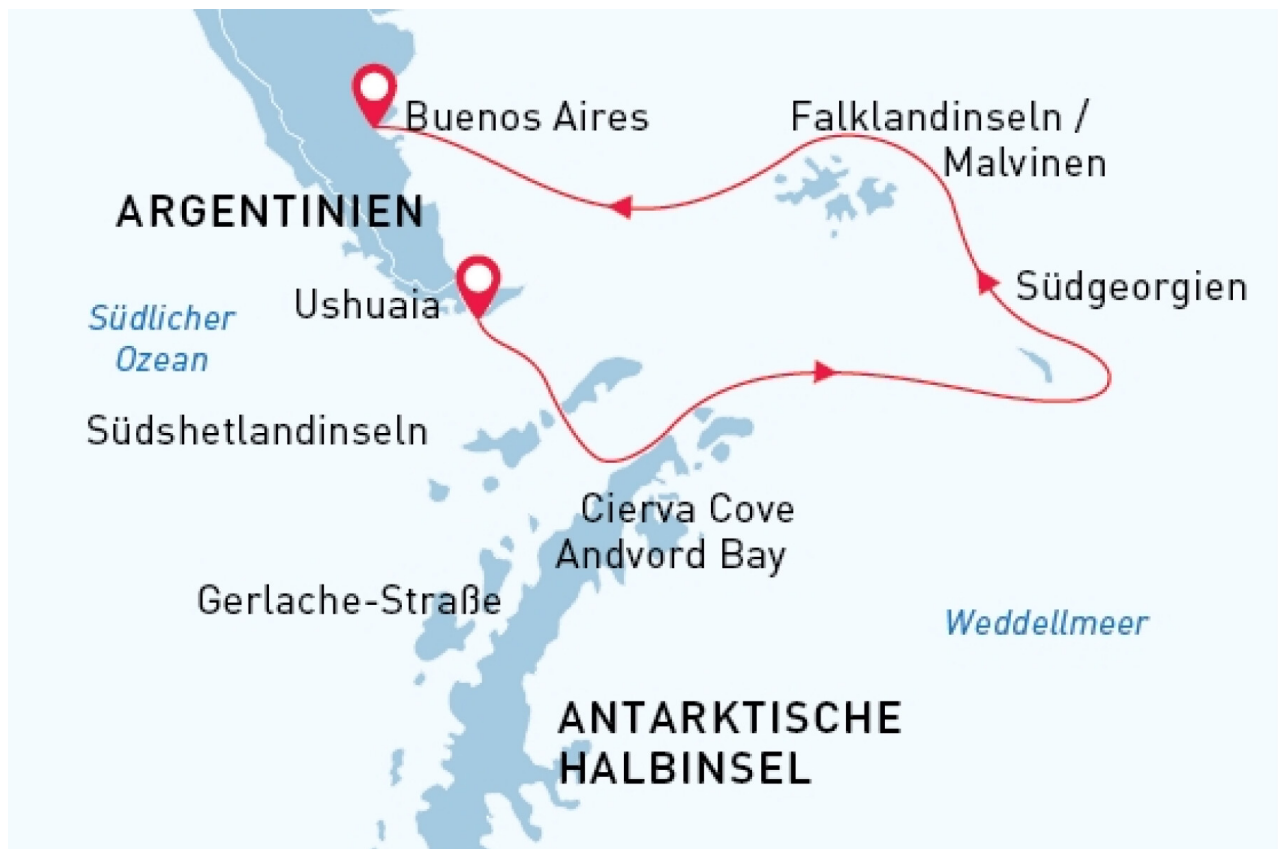 Buenos Aires
Falklandinseln /
Malvinen
ARGENTINIEN
Ushuaia
Südgeorgien
Südlicher
Ozean
Südshetlandinseln
Cierva Cove
Andvord Bay
Gerlache-Straße
Weddellmeer
ANTARKTISCHE
HALBINSEL